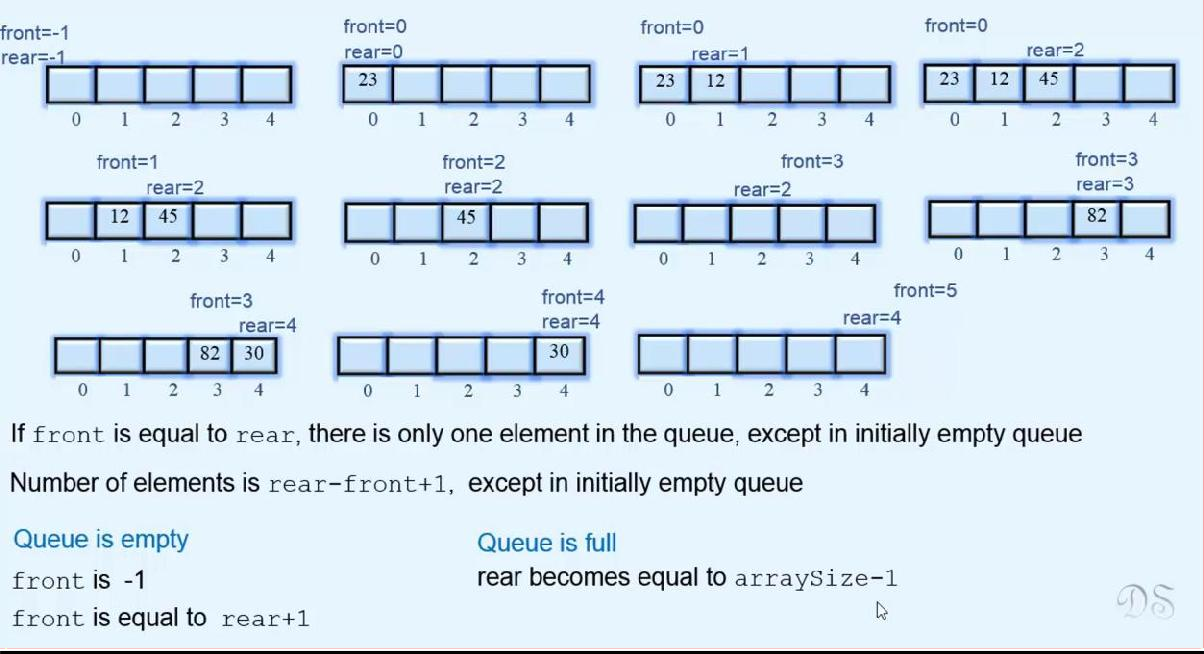 front=-1
rear=-1
0 1 2 3 4
front=0
rear=0
23
0 1 2 3 4
front=0
rear=1
23 12
0 1 2 3 4
front=0
rear=2
23 12 45
0 1 2 3 4
front=1
rear=2
12 45
0 1 2 3 4
front=2
rear=2
45
0 1 2 3 4
front=3
rear=2
0 1 2 3 4
front=3
rear=3
82
0 1 2 3 4
front=3
rear=4
82 30
0 1 2 3 4
front=4
rear=4
30
0 1 2 3 4
front=5
rear=4
0 1 2 3 4
If front is equal to rear, there is only one element in the queue, except in initially empty queue
Number of elements is rear-front+1, except in initially empty queue
Queue is empty
front is -1
front is equal to rear+1
Queue is full
rear becomes equal to arraySize-1
DS